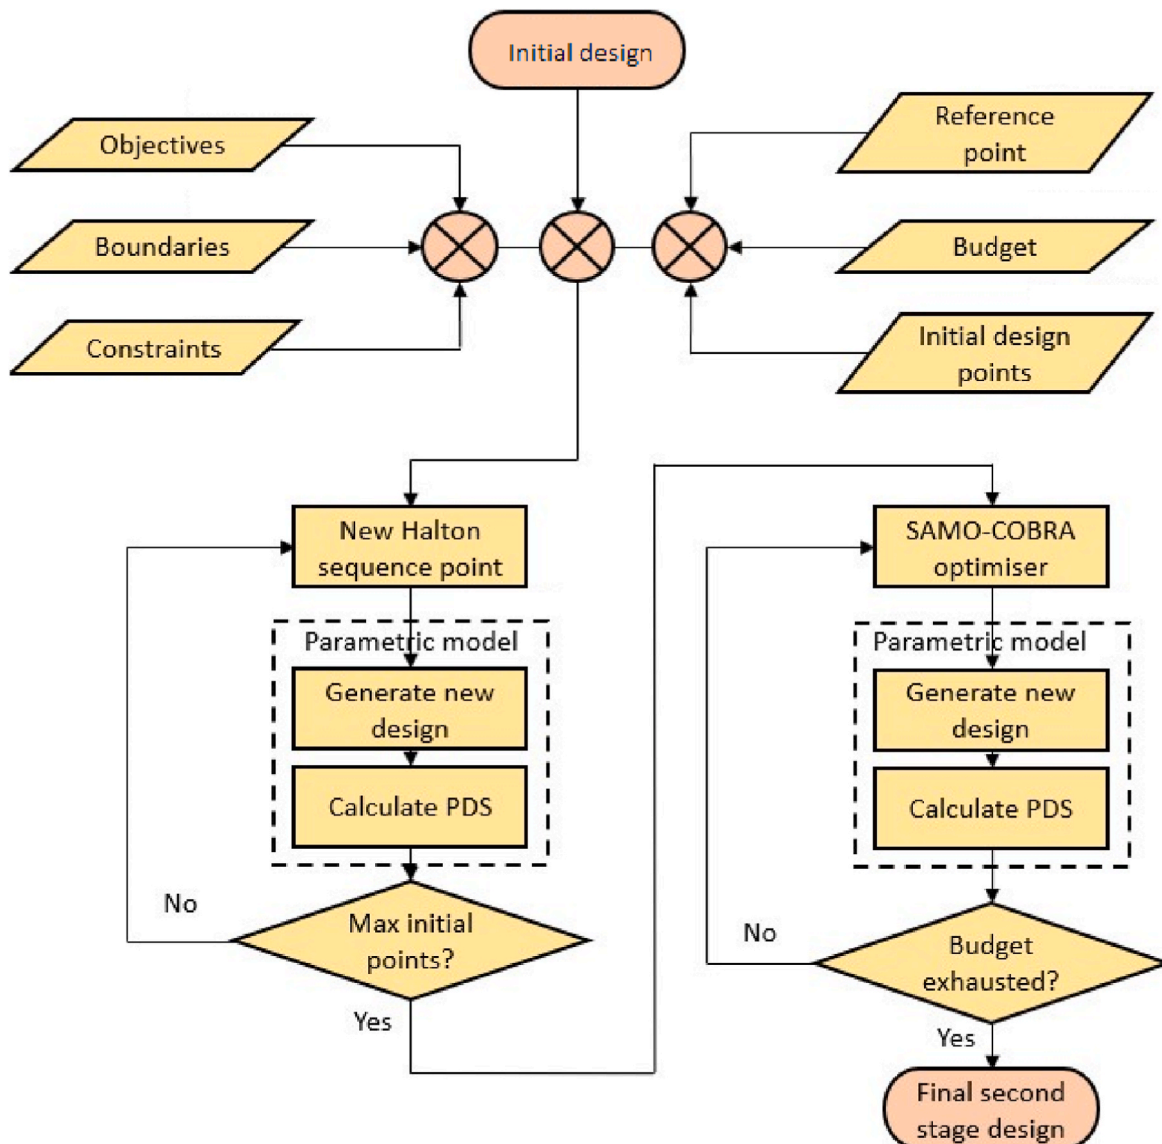 Initial design
Objectives
Boundaries
Constraints
Reference
point
Budget
Initial design
points
New Halton
sequence point
Parametric model
Generate new
design
Calculate PDS
No
Max initial
points?
Yes
SAMO-COBRA
optimiser
Parametric model
Generate new
design
Calculate PDS
No
Budget
exhausted?
Yes
Final second
stage design